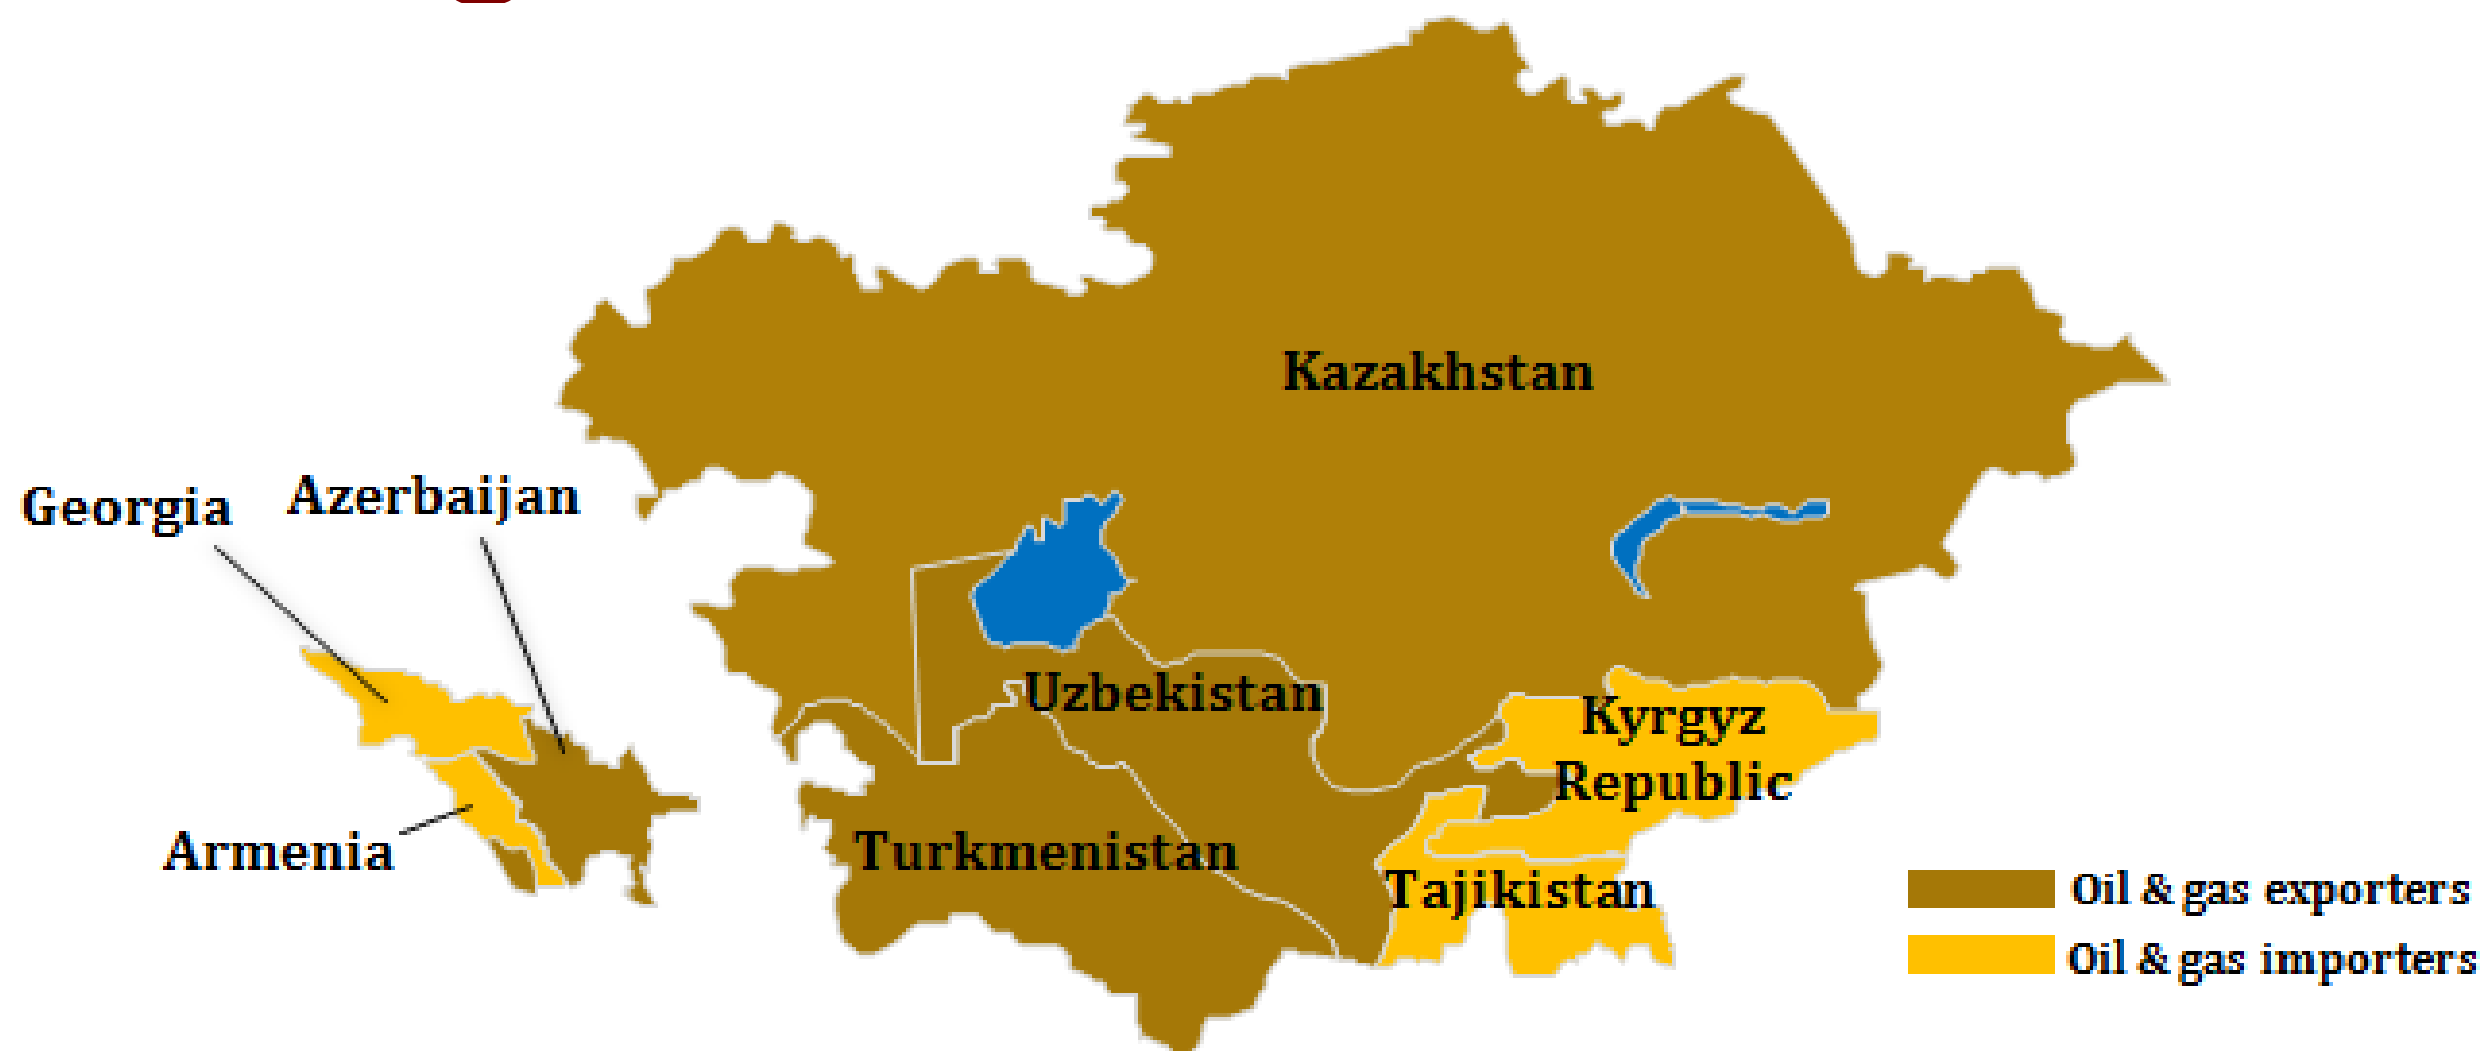 Kazakhstan
Georgia
Azerbaijan
Uzbekistan
Kyrgyz
Republic
Armenia
Turkmenistan
Tajikistan
Oil & gas exporters
Oil & gas importers